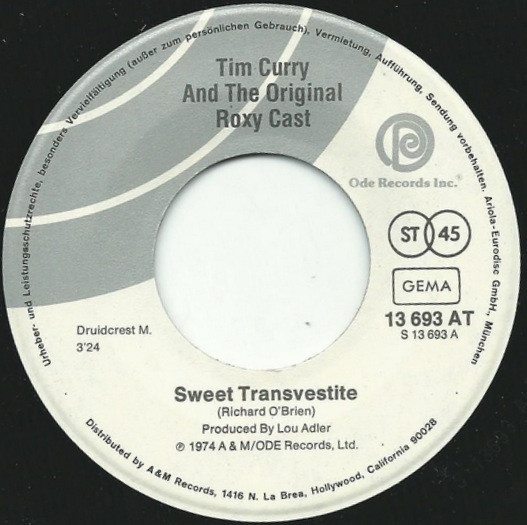 Urheber- und Leistungsschutzrechte, besonders Vervielfältigung (außer zum persönlichen Gebrauch), Vermietung, Aufführung, Sendung vorbehalten. Ariola-Eurodisc GmbH., München
Tim Curry
And The Original
Roxy Cast
Ode Records Inc.®
ST 45
GEMA
13 693 AT
S 13 693 A
Druidcrest M.
3'24
Sweet Transvestite
(Richard O'Brien)
Produced By Lou Adler
℗ 1974 A & M/ODE Records, Ltd.
Distributed by A&M Records, 1416 N. La Brea, Hollywood, California 90028